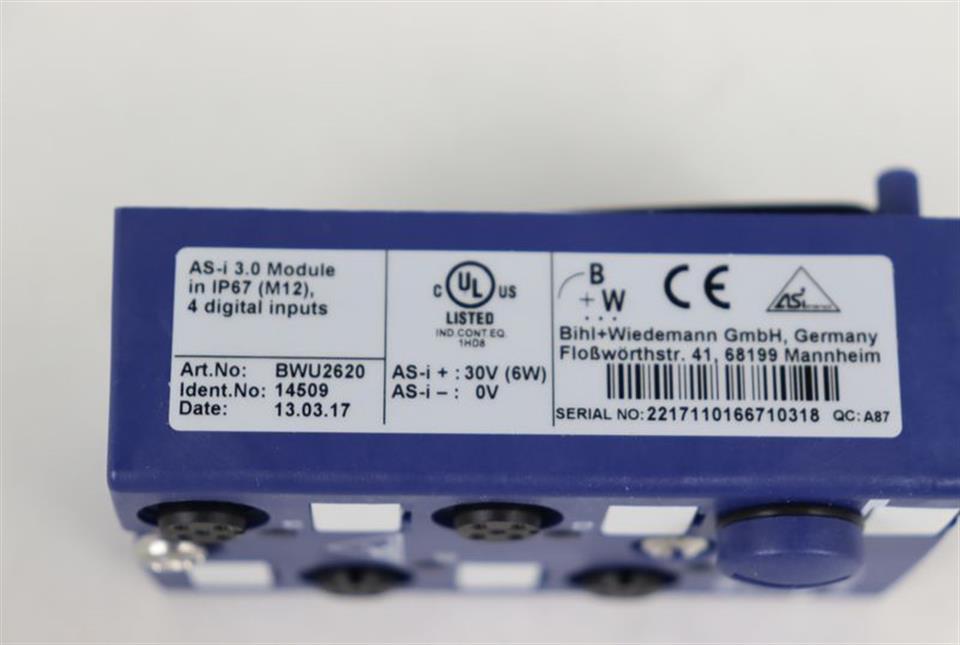 AS-i 3.0 Module
in IP67 (M12),
4 digital inputs
Art.No: BWU2620
Ident.No: 14509
Date: 13.03.17
C UL US
LISTED
IND.CONT.EQ.
1HD8
AS-i + : 30V (6W)
AS-i – : 0V
B
+W
CE
ASi
Bihl+Wiedemann GmbH, Germany
Floßwörthstr. 41, 68199 Mannheim
SERIAL NO: 2217110166710318 QC: A87